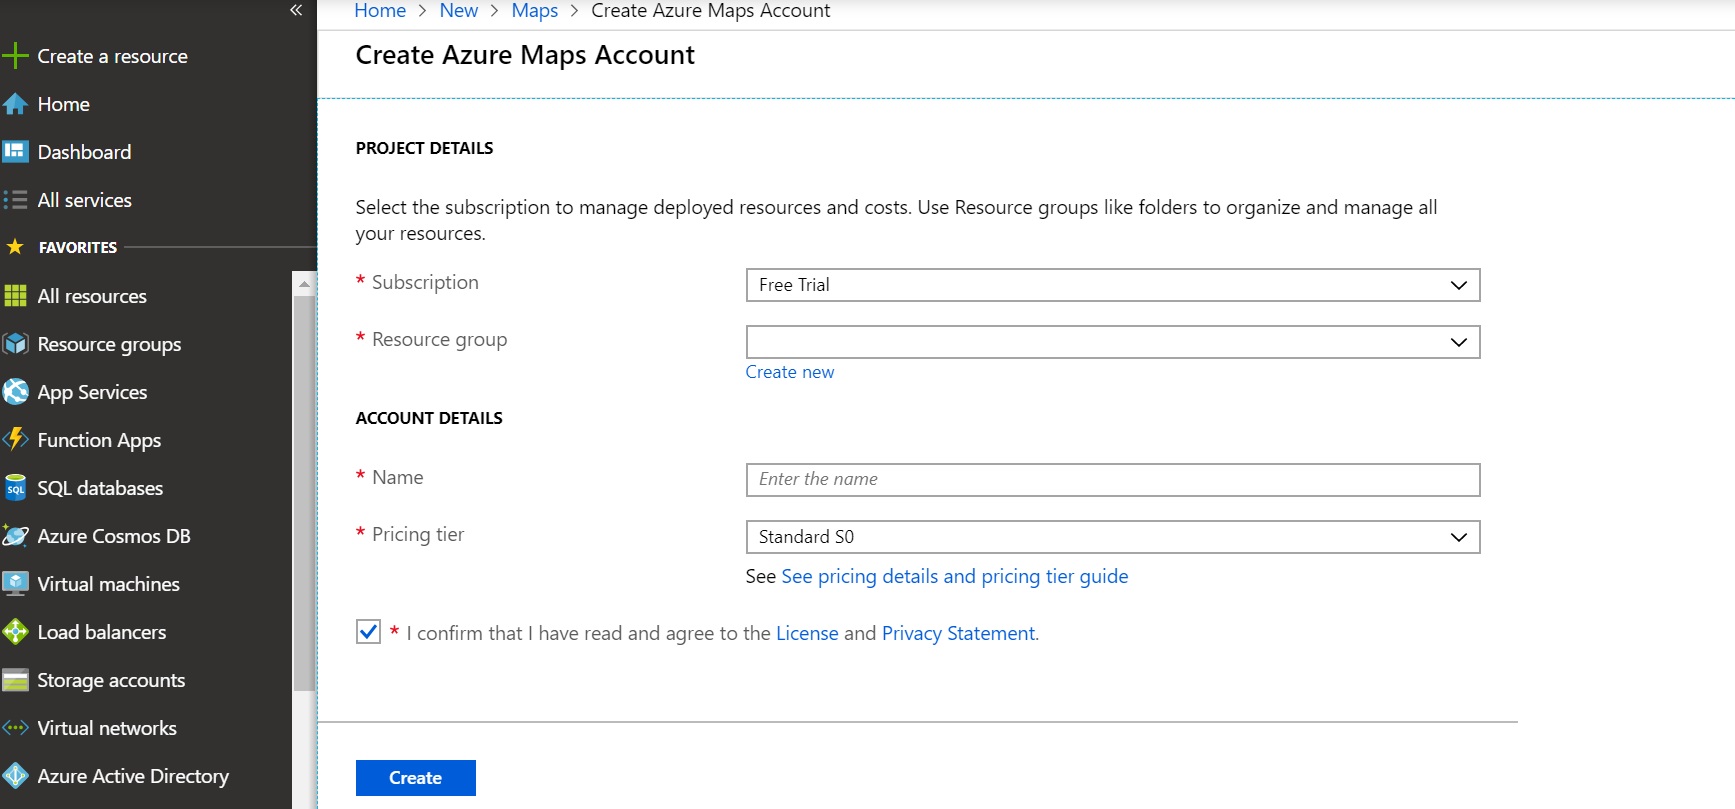 Create a resource
Home
Dashboard
All services
FAVORITES
All resources
Resource groups
App Services
Function Apps
SQL
SQL databases
Azure Cosmos DB
Virtual machines
Load balancers
Storage accounts
Virtual networks
Azure Active Directory
Home > New > Maps > Create Azure Maps Account
Create Azure Maps Account
PROJECT DETAILS
Select the subscription to manage deployed resources and costs. Use Resource groups like folders to organize and manage all
your resources.
* Subscription
Free Trial
* Resource group
Create new
ACCOUNT DETAILS
* Name
Enter the name
* Pricing tier
Standard S0
See See pricing details and pricing tier guide
* I confirm that I have read and agree to the License and Privacy Statement.
Create